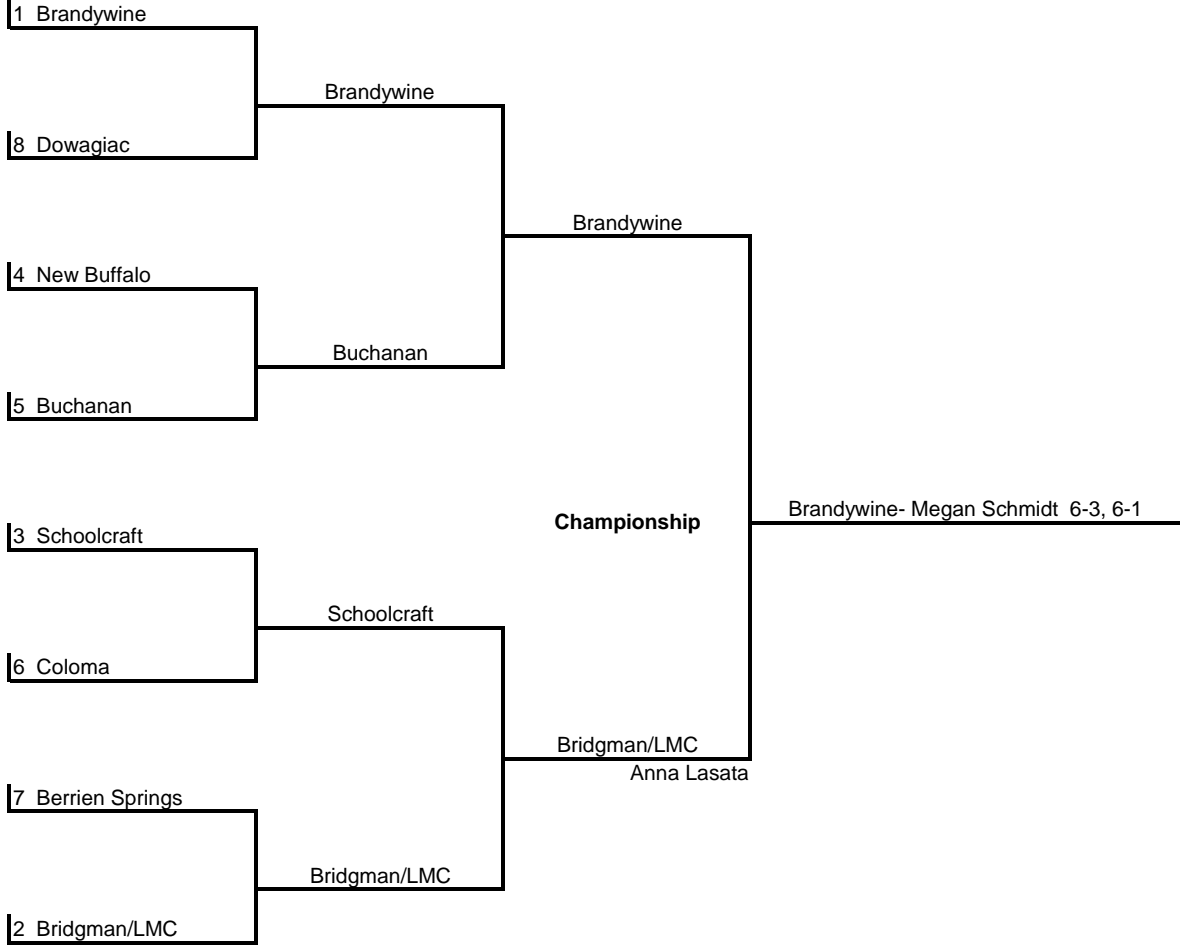 1 Brandywine
Brandywine
8 Dowagiac
Brandywine
4 New Buffalo
Buchanan
5 Buchanan
Championship
Brandywine- Megan Schmidt 6-3, 6-1
3 Schoolcraft
Schoolcraft
6 Coloma
Bridgman/LMC
Anna Lasata
7 Berrien Springs
Bridgman/LMC
2 Bridgman/LMC